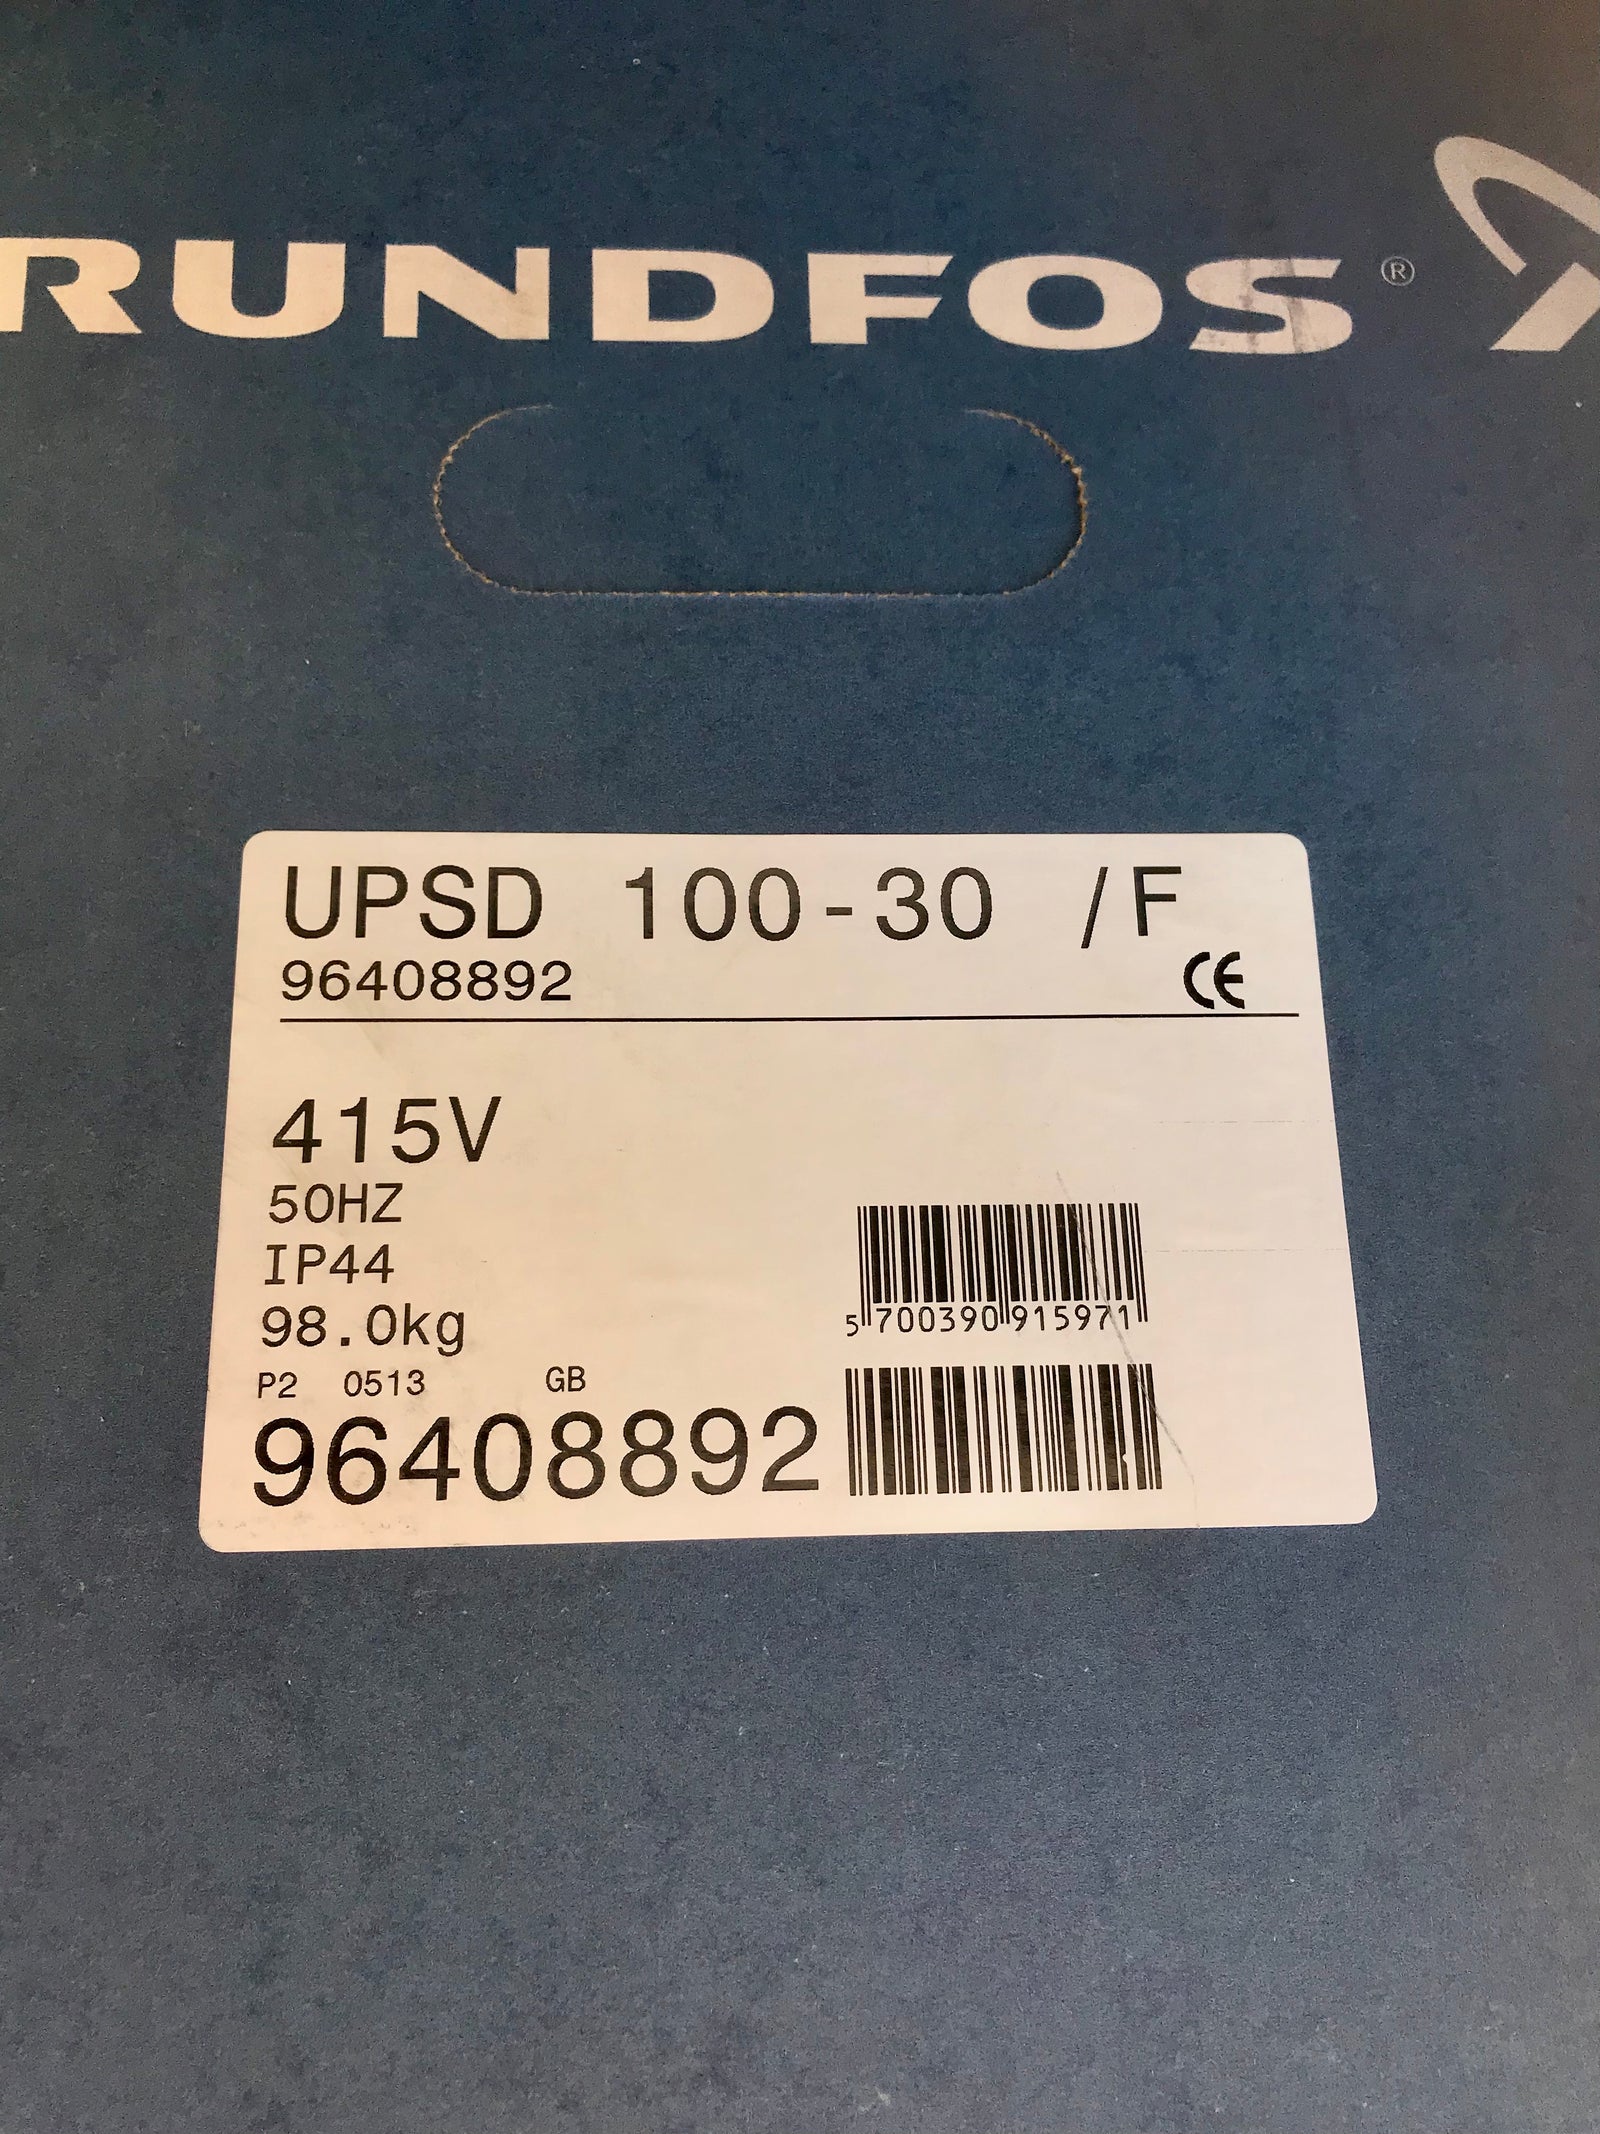 RUNDFOS®
UPSD 100-30 /F
96408892 CE
415V
50HZ
IP44
98.0kg
5 700390 915971
P2 0513 GB
96408892